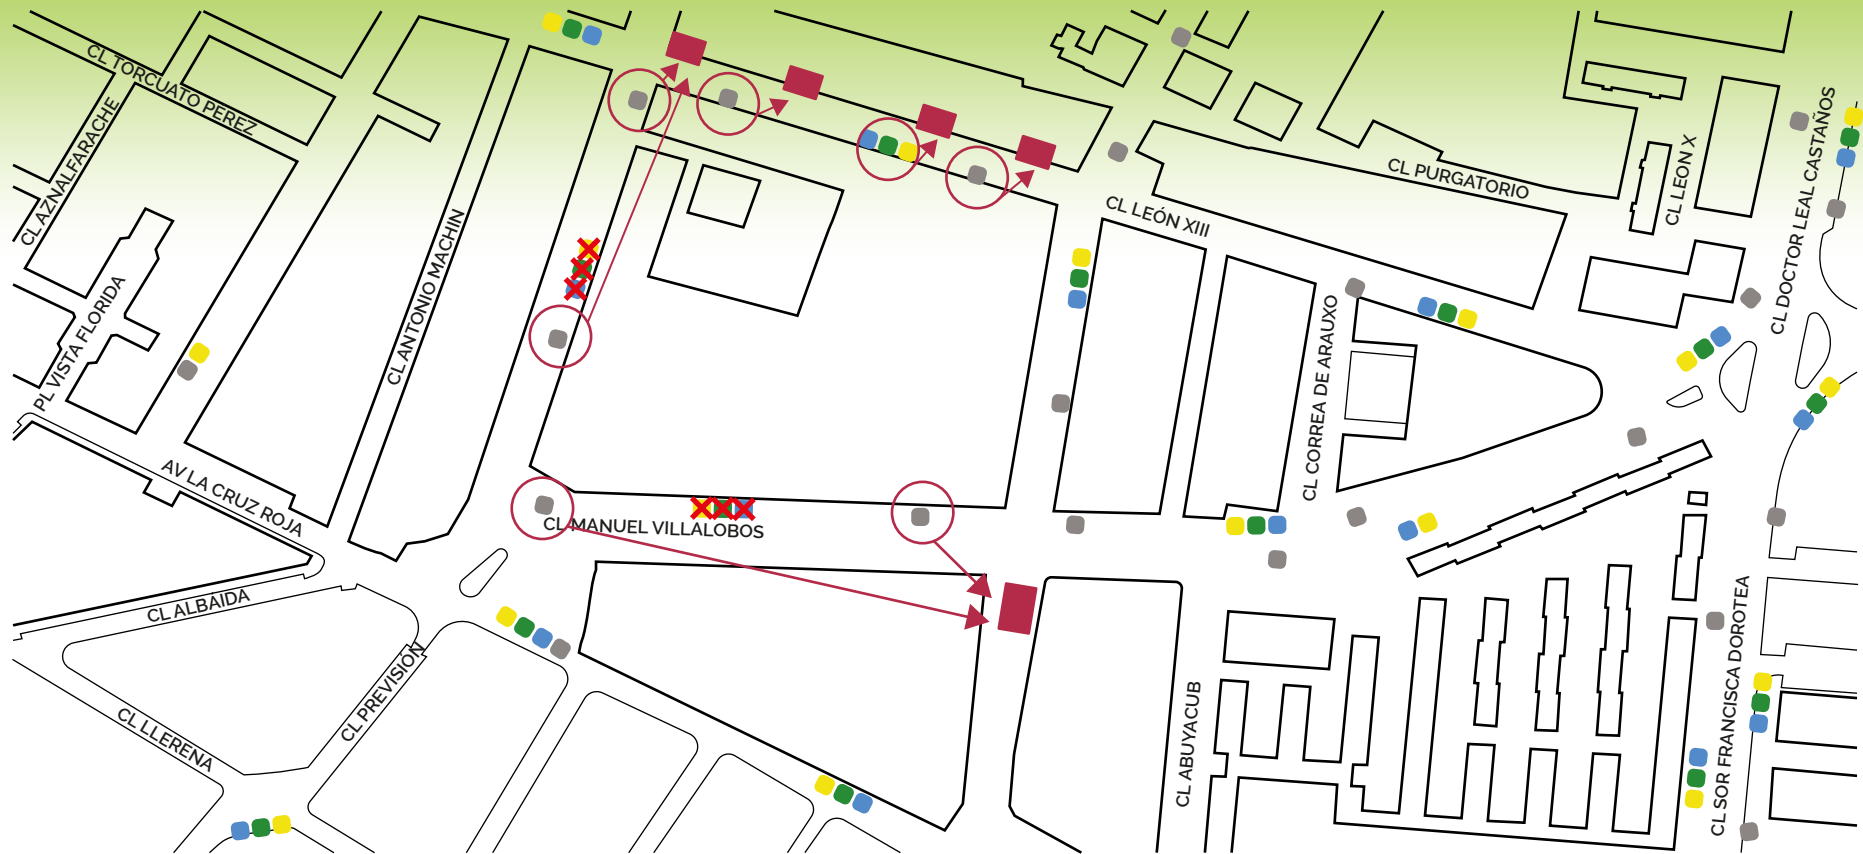 CL TORCUATO PEREZ
CL AZNALFARACHE
PL VISTA FLORIDA
CL ANTONIO MACHIN
AV LA CRUZ ROJA
CL ALBAIDA
CL LLERENA
CL PREVISIÓN
CL MANUEL VILLALOBOS
CL LEÓN XIII
CL PURGATORIO
CL LEON X
CL DOCTOR LEAL CASTAÑOS
CL CORREA DE ARAUXO
CL ABUYACUB
CL SOR FRANCISCA DOROTEA